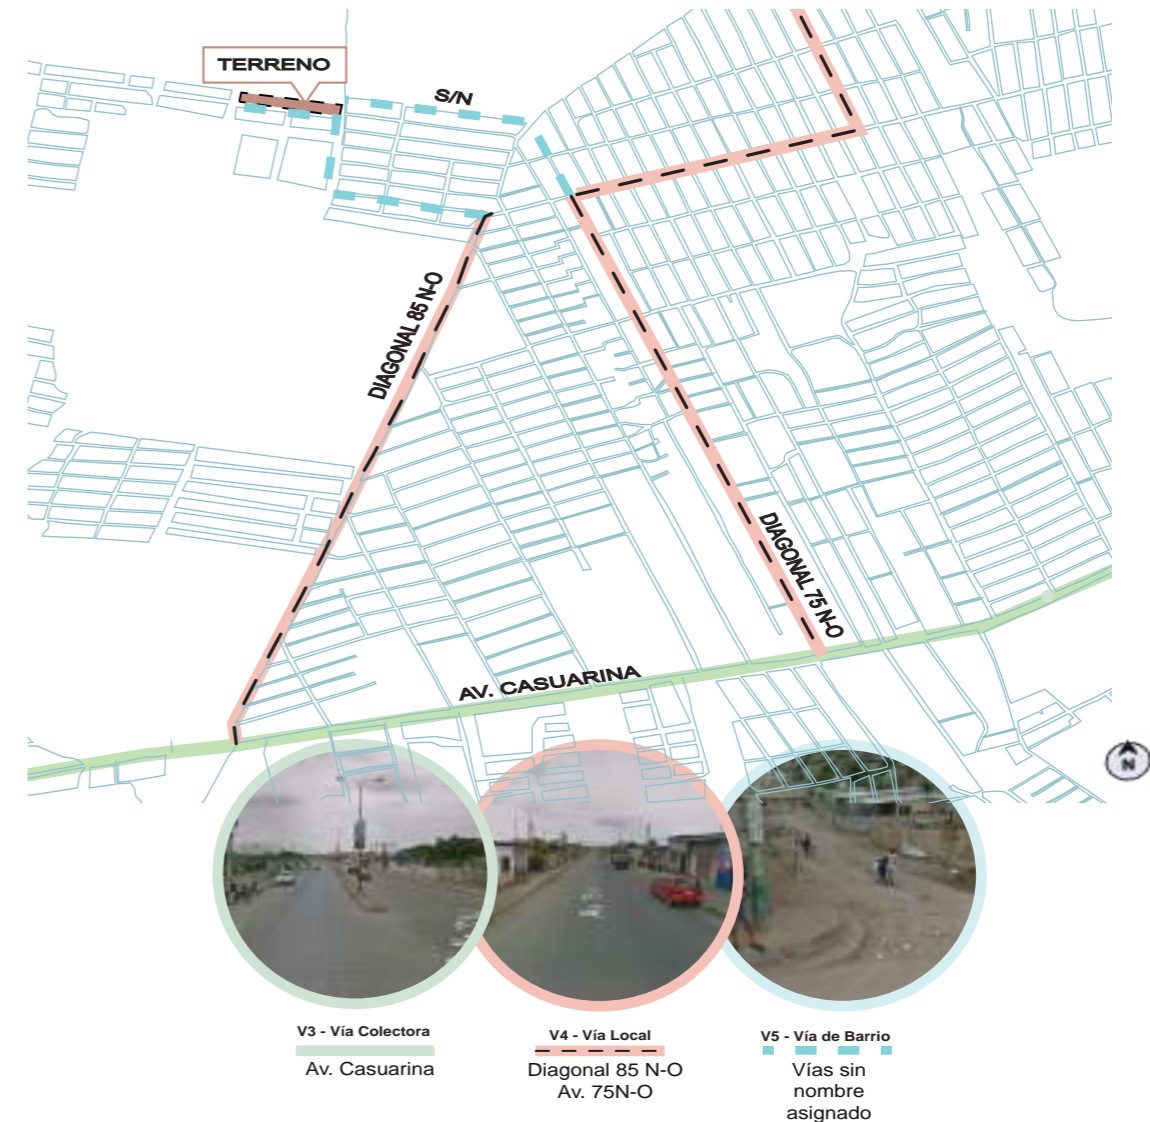 TERRENO
S/N
DIAGONAL 85 N-O
DIAGONAL 75 N-O
AV. CASUARINA
N
V3 - Vía Colectora
Av. Casuarina
V4 - Vía Local
Diagonal 85 N-O
Av. 75N-O
V5 - Vía de Barrio
Vías sin
nombre
asignado